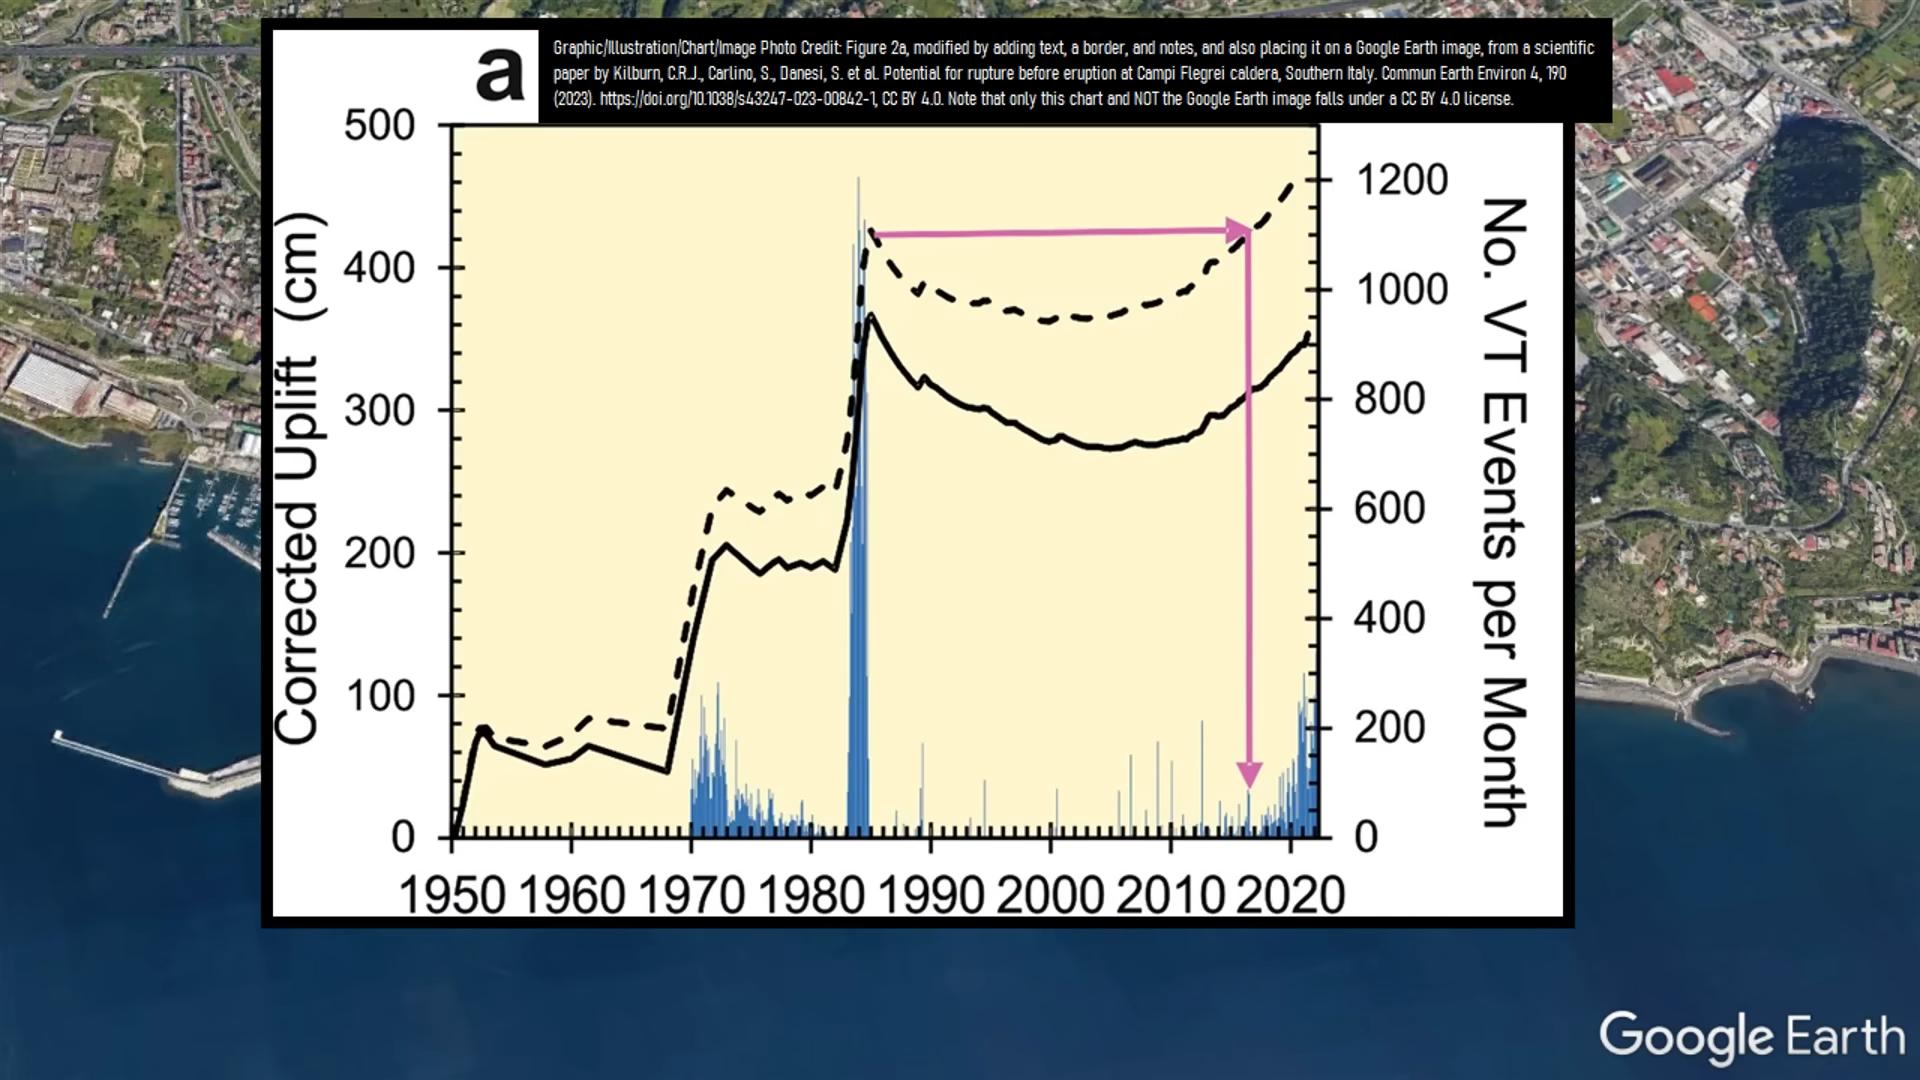 a
Graphic/Illustration/Chart/Image Photo Credit: Figure 2a, modified by adding text, a border, and notes, and also placing it on a Google Earth image, from a scientific
paper by Kilburn, C.R.J., Carlino, S., Danesi, S. et al. Potential for rupture before eruption at Campi Flegrei caldera, Southern Italy. Commun Earth Environ 4, 190
(2023). https://doi.org/10.1038/s43247-023-00842-1, CC BY 4.0. Note that only this chart and NOT the Google Earth image falls under a CC BY 4.0 license.
Corrected Uplift (cm)
500
400
300
200
100
0
1200
1000
800
600
400
200
0
No. VT Events per Month
1950 1960 1970 1980 1990 2000 2010 2020
Google Earth